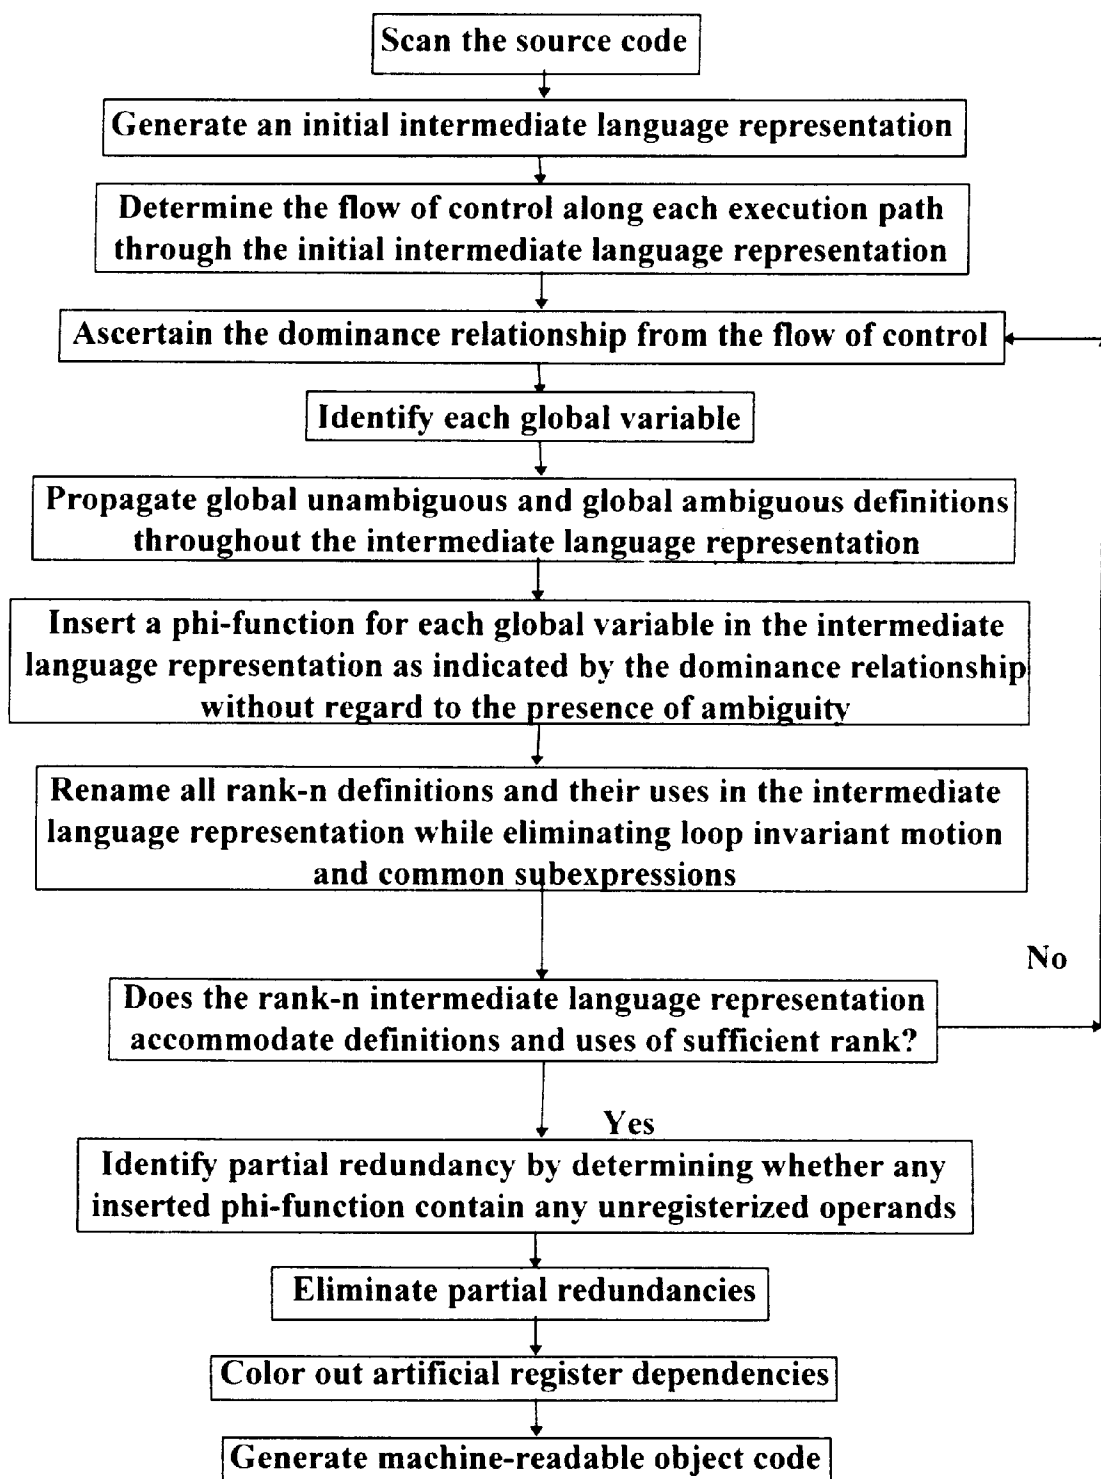 Scan the source code
Generate an initial intermediate language representation
Determine the flow of control along each execution path
through the initial intermediate language representation
Ascertain the dominance relationship from the flow of control
Identify each global variable
Propagate global unambiguous and global ambiguous definitions
throughout the intermediate language representation
Insert a phi-function for each global variable in the intermediate
language representation as indicated by the dominance relationship
without regard to the presence of ambiguity
Rename all rank-n definitions and their uses in the intermediate
language representation while eliminating loop invariant motion
and common subexpressions
No
Does the rank-n intermediate language representation
accommodate definitions and uses of sufficient rank?
Yes
Identify partial redundancy by determining whether any
inserted phi-function contain any unregisterized operands
Eliminate partial redundancies
Color out artificial register dependencies
Generate machine-readable object code